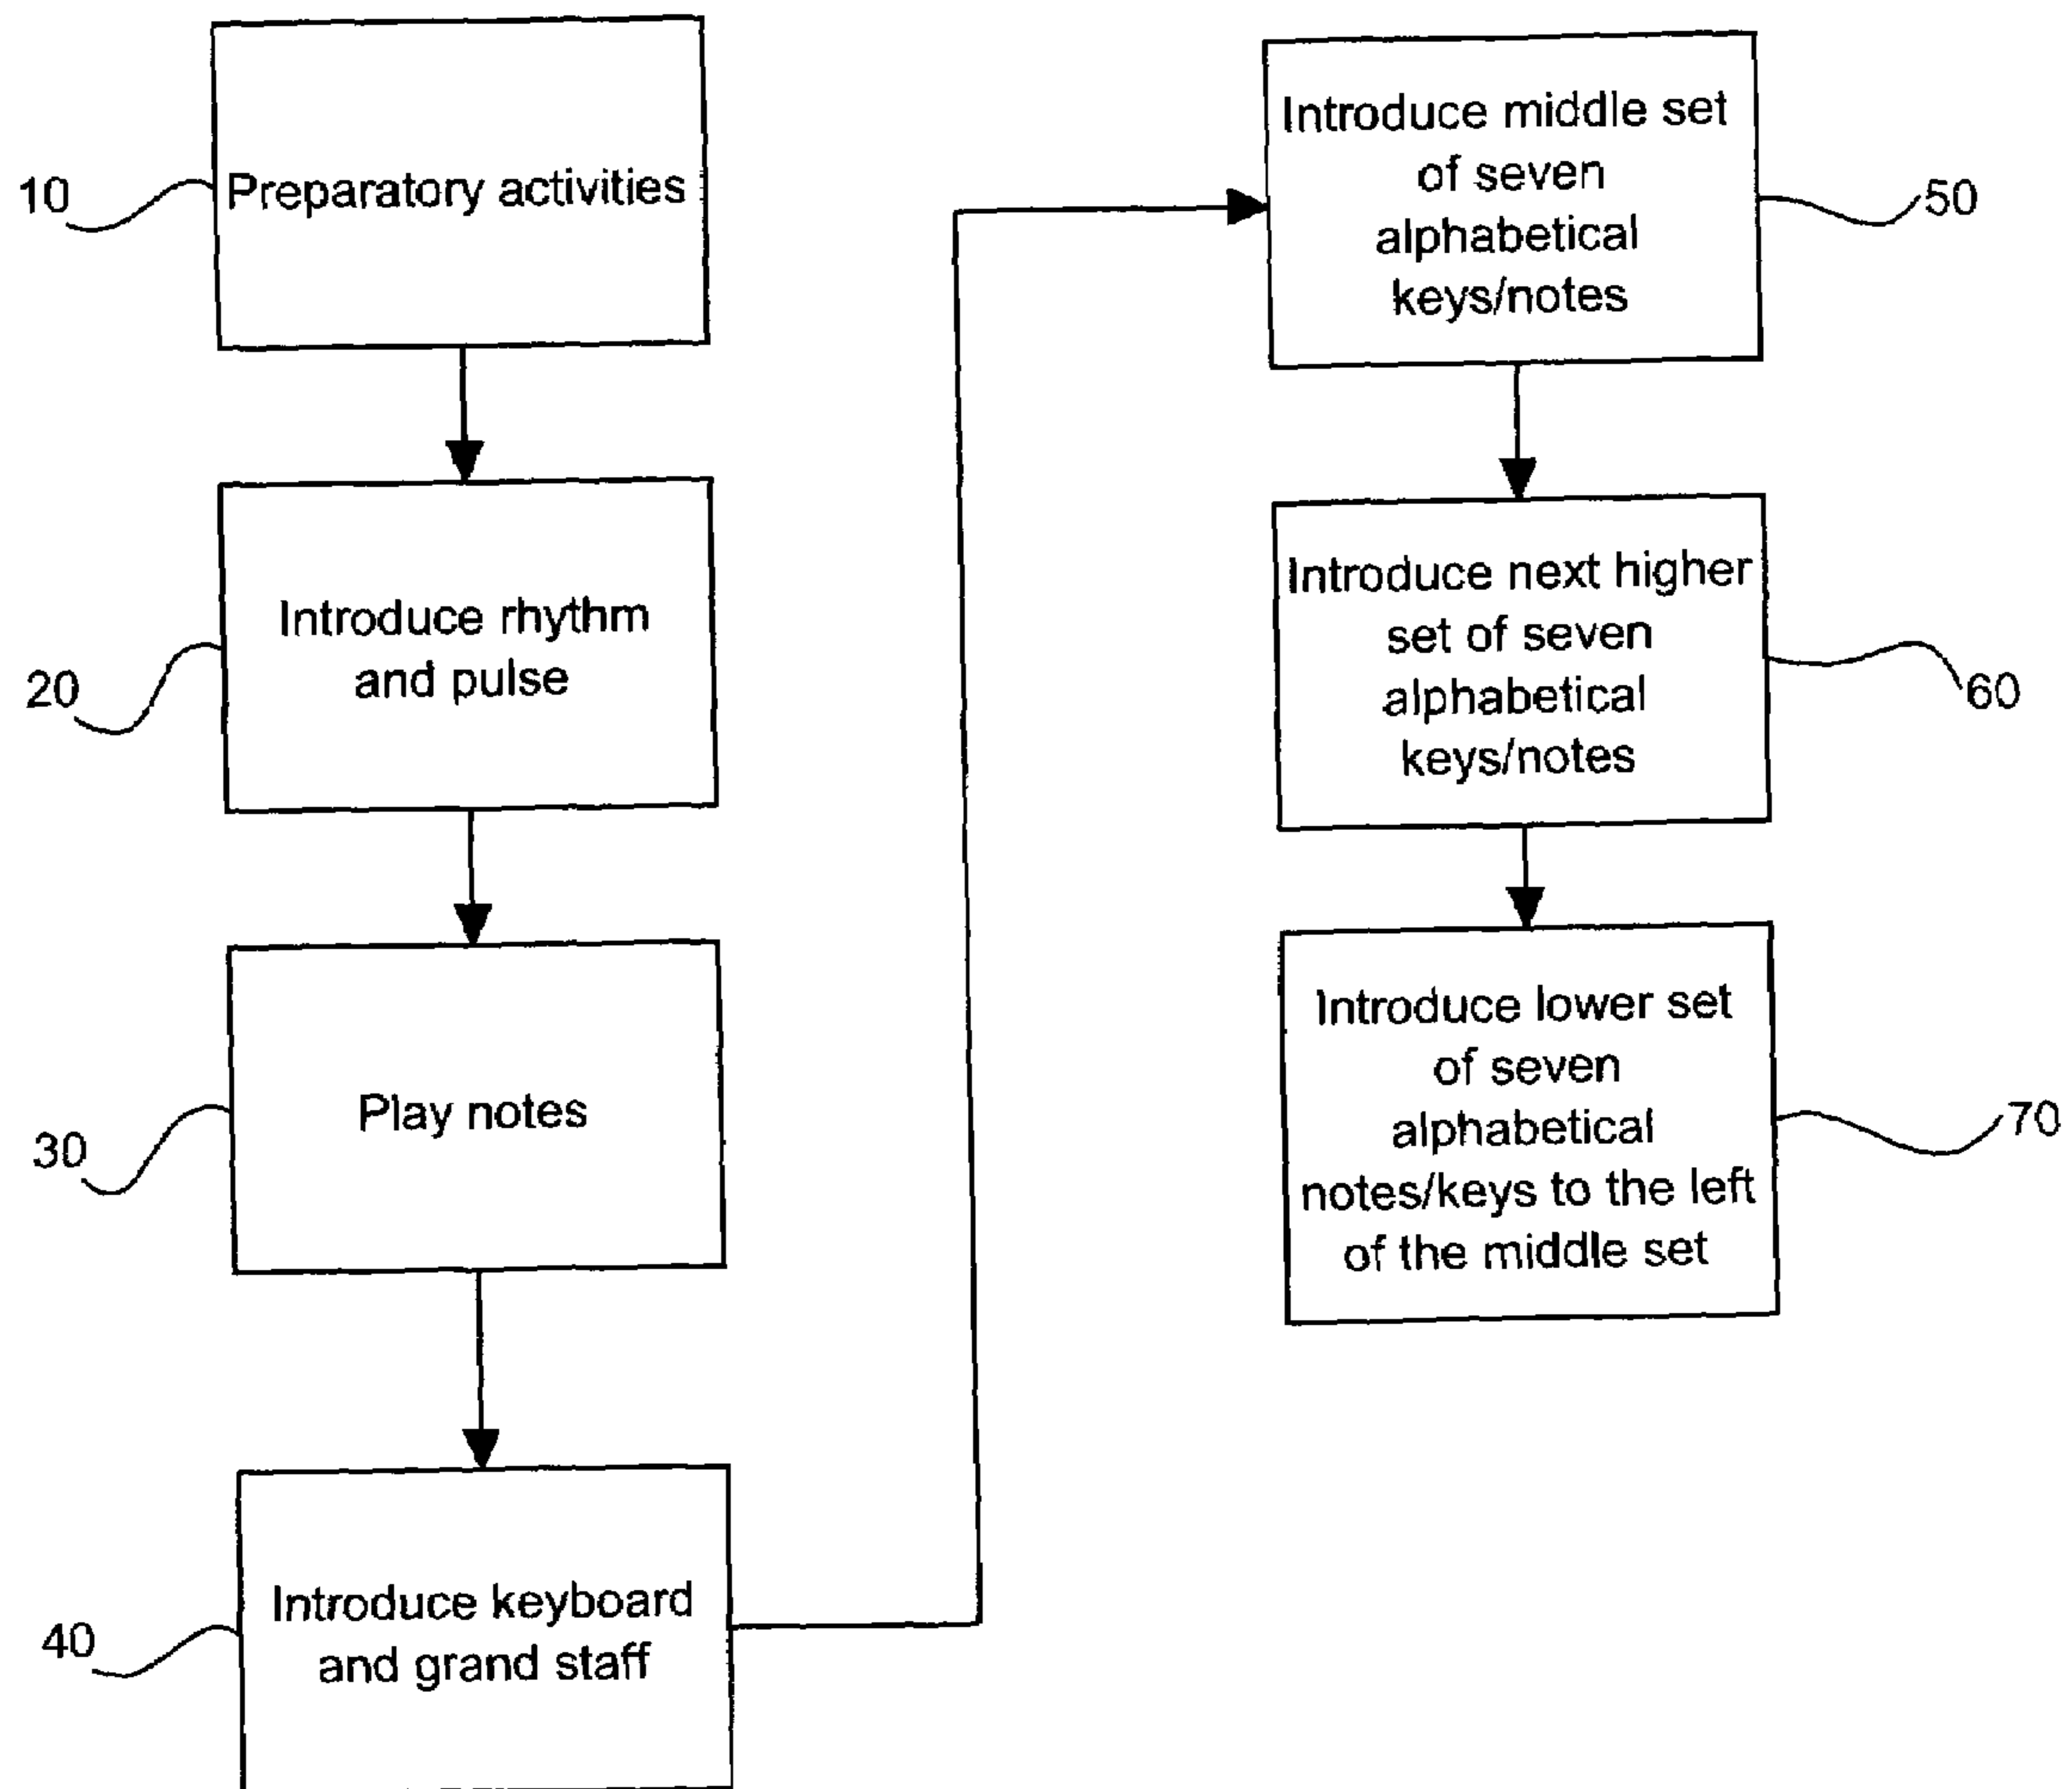 10
Preparatory activities
20
Introduce rhythm
and pulse
30
Play notes
40
Introduce keyboard
and grand staff
Introduce middle set
of seven
alphabetical
keys/notes
50
Introduce next higher
set of seven
alphabetical
keys/notes
60
Introduce lower set
of seven
alphabetical
notes/keys to the left
of the middle set
70